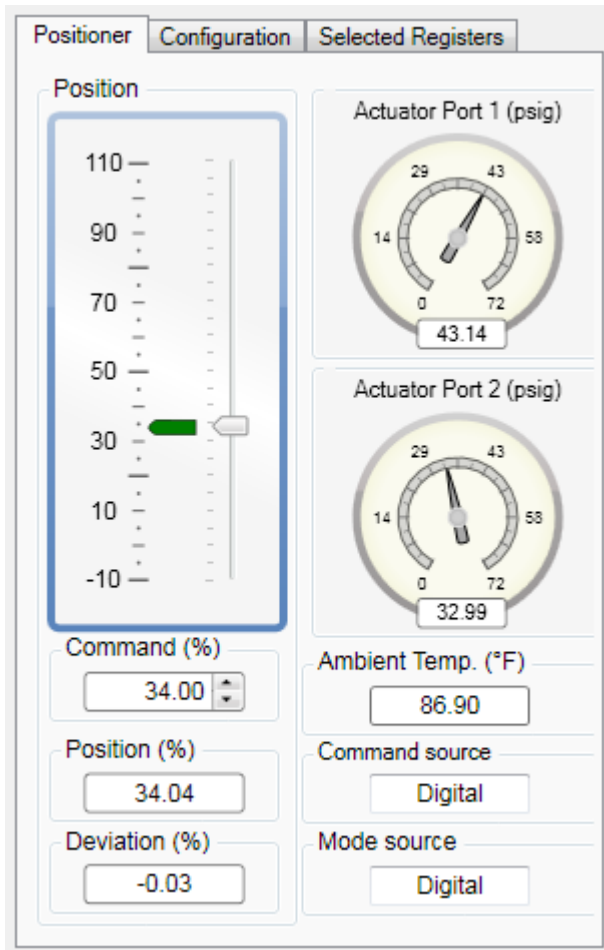 Positioner Configuration Selected Registers
Position
110
90
70
50
30
10
-10
Command (%)
34.00
Position (%)
34.04
Deviation (%)
-0.03
Actuator Port 1 (psig)
29 43
14 58
0 72
43.14
Actuator Port 2 (psig)
29 43
14 58
0 72
32.99
Ambient Temp. (°F)
86.90
Command source
Digital
Mode source
Digital